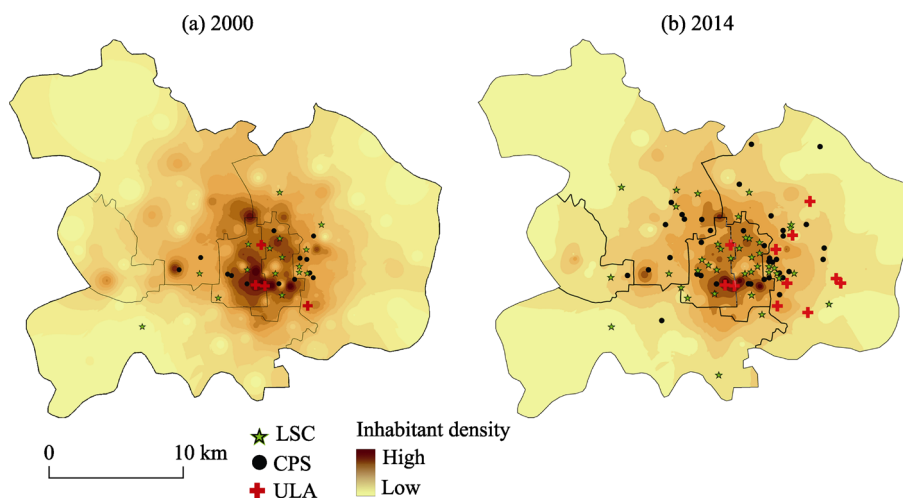 (a) 2000
(b) 2014
0 10 km
LSC
CPS
ULA
Inhabitant density
High
Low